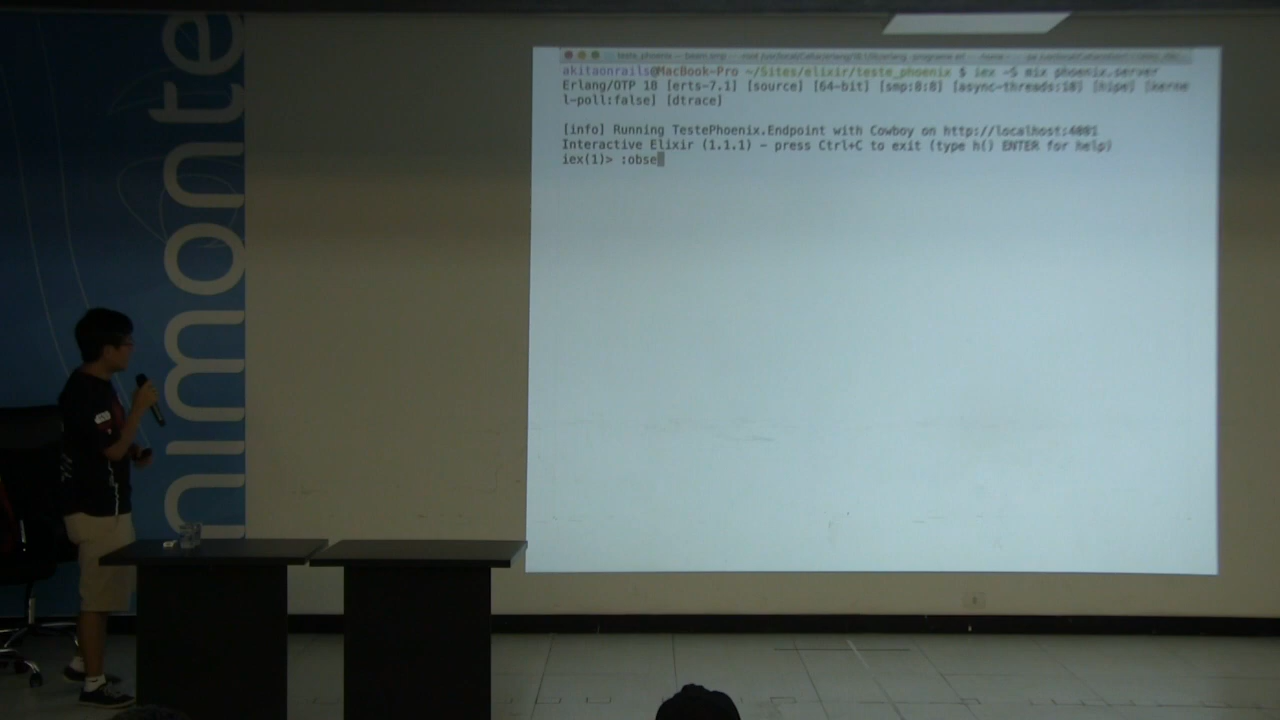 nimonte
akitaonrails@MacBook-Pro ~/Sites/elixir/teste_phoenix $ iex -S mix phoenix.server
Erlang/OTP 18 [erts-7.1] [source] [64-bit] [smp:8:8] [async-threads:10] [hipe] [kerne
l-poll:false] [dtrace]
[info] Running TestePhoenix.Endpoint with Cowboy on http://localhost:4001
Interactive Elixir (1.1.1) - press Ctrl+C to exit (type h() ENTER for help)
iex(1)> :obse